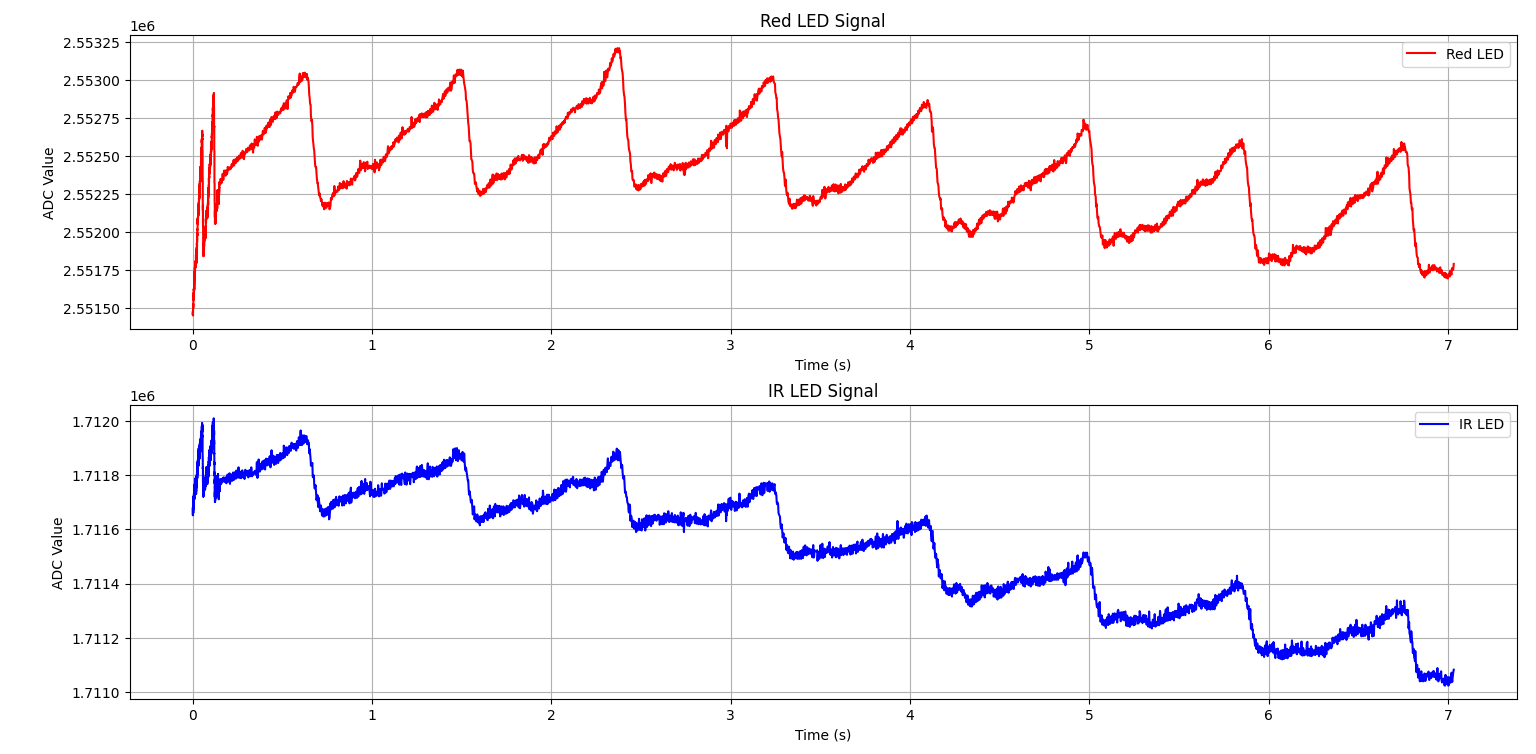 Red LED Signal
1e6
2.55325
2.55300
2.55275
2.55250
2.55225
2.55200
2.55175
2.55150
ADC Value
Red LED
0 1 2 3 4 5 6 7
Time (s)
IR LED Signal
1e6
1.7120
1.7118
1.7116
1.7114
1.7112
1.7110
ADC Value
IR LED
0 1 2 3 4 5 6 7
Time (s)